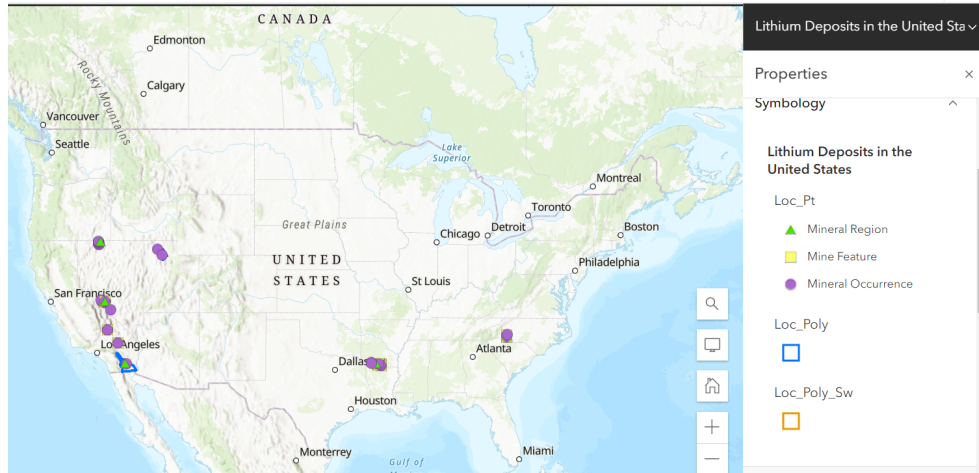 CANADA
Edmonton
Calgary
Rocky Mountains
Vancouver
Seattle
Lake
Superior
Montreal
Toronto
Chicago
Detroit
Boston
Great Plains
Philadelphia
UNITED
STATES
St Louis
San Francisco
Los Angeles
Atlanta
Dallas
Houston
Monterrey
Miami
Gulf of
Lithium Deposits in the United Sta
Properties
Symbology
Lithium Deposits in the
United States
Loc_Pt
Mineral Region
Mine Feature
Mineral Occurrence
Loc_Poly
Loc_Poly_Sw